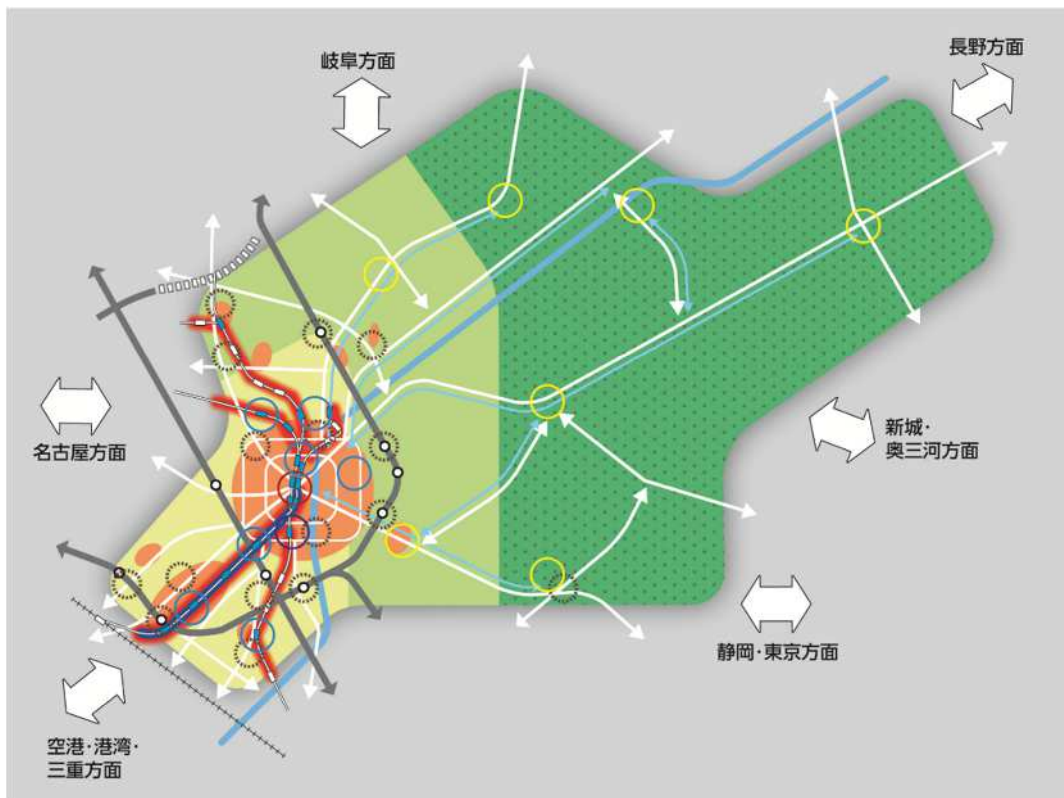 岐阜方面
長野方面
名古屋方面
新城・
奥三河方面
静岡・東京方面
空港・港湾・
三重方面